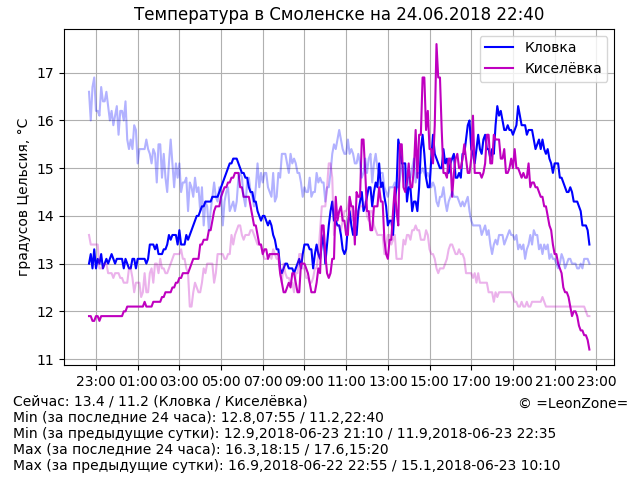 Температура в Смоленске на 24.06.2018 22:40
Кловка
Киселёвка
градусов Цельсия, °C
17
16
15
14
13
12
11
23:00 01:00 03:00 05:00 07:00 09:00 11:00 13:00 15:00 17:00 19:00 21:00 23:00
Сейчас: 13.4 / 11.2 (Кловка / Киселёвка)
© =LeonZone=
Min (за последние 24 часа): 12.8,07:55 / 11.2,22:40
Min (за предыдущие сутки): 12.9,2018-06-23 21:10 / 11.9,2018-06-23 22:35
Max (за последние 24 часа): 16.3,18:15 / 17.6,15:20
Max (за предыдущие сутки): 16.9,2018-06-22 22:55 / 15.1,2018-06-23 10:10